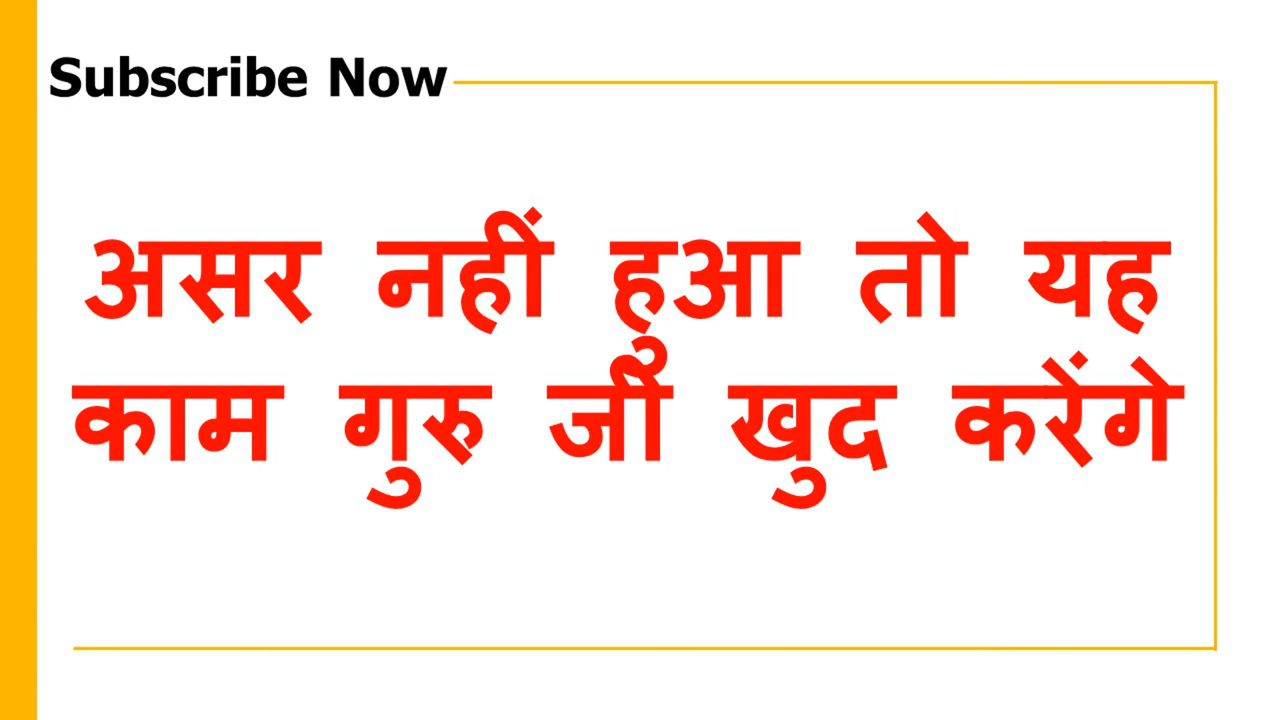 Subscribe Now
असर नहीं हुआ तो यह
काम गुरु जी खुद करेंगे